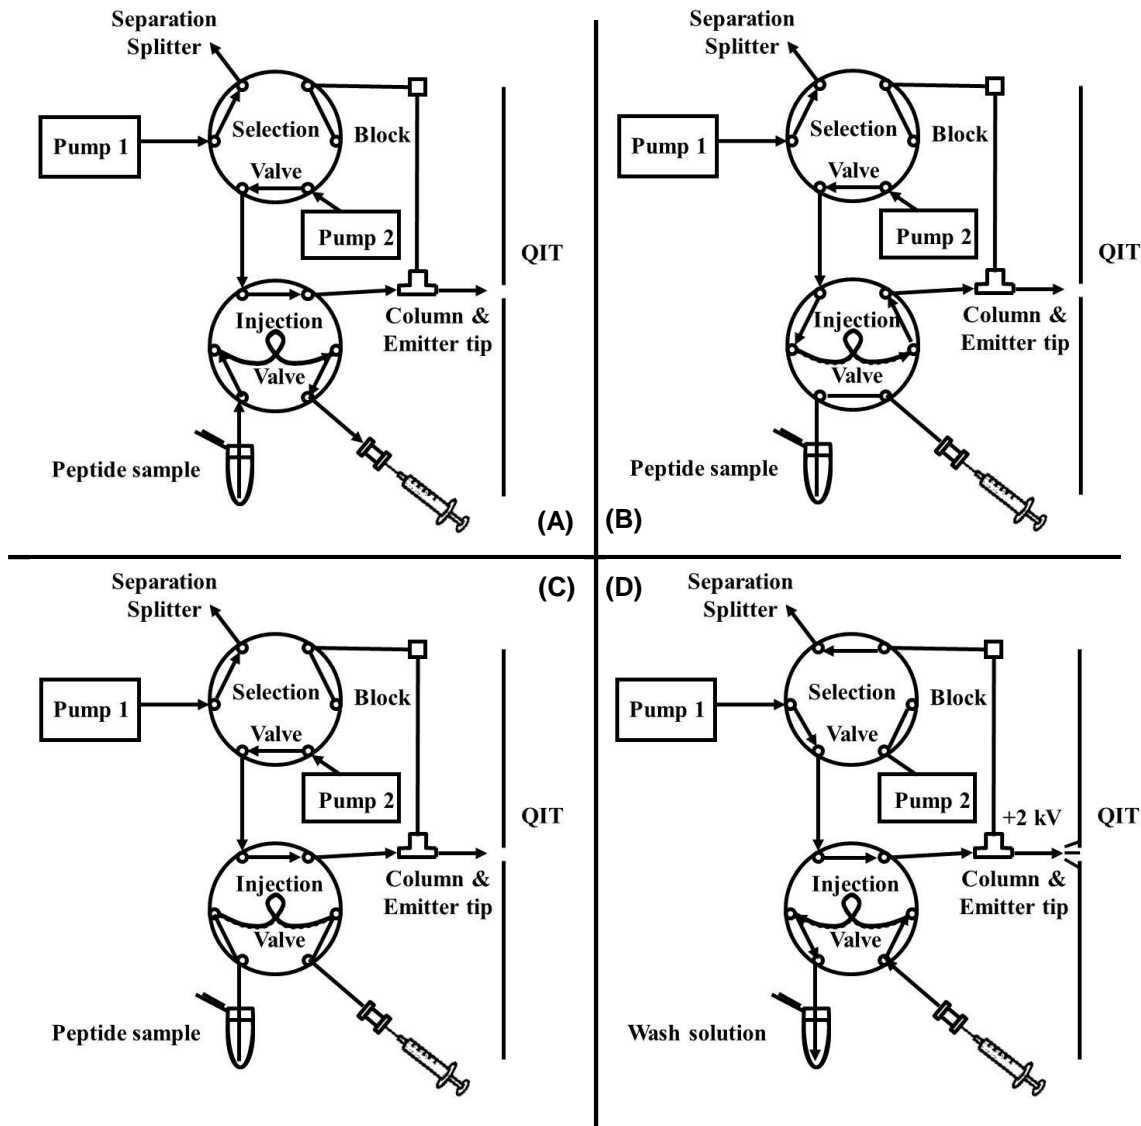 Separation
Splitter
Pump 1
Selection
Block
Valve
Pump 2
QIT
Injection
Column &
Emitter tip
Valve
Peptide sample
(A)
Separation
Splitter
Pump 1
Selection
Block
Valve
Pump 2
QIT
Injection
Column &
Emitter tip
Valve
Peptide sample
(B)
(C)
Separation
Splitter
Pump 1
Selection
Block
Valve
Pump 2
QIT
Injection
Column &
Emitter tip
Valve
Peptide sample
(D)
Separation
Splitter
Pump 1
Selection
Block
Valve
Pump 2
+2 kV
QIT
Injection
Column &
Emitter tip
Valve
Wash solution